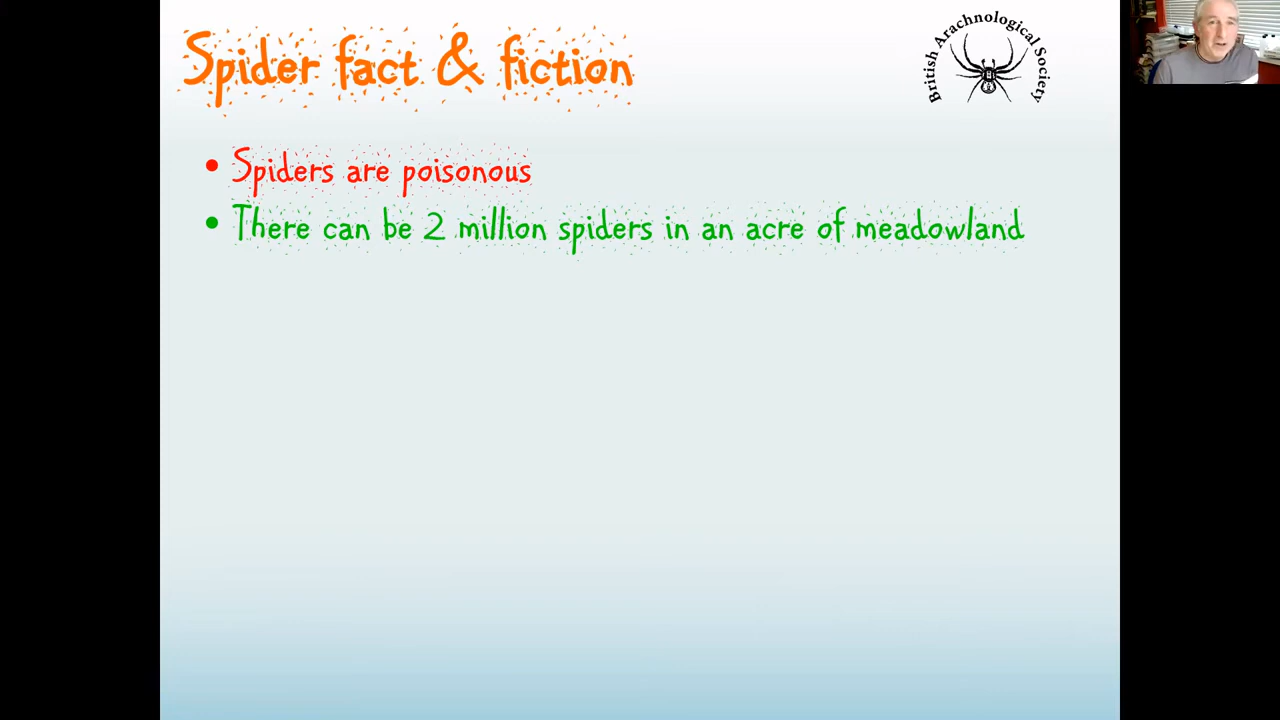 Spider fact & fiction
British Arachnological Society
• Spiders are poisonous
• There can be 2 million spiders in an acre of meadowland